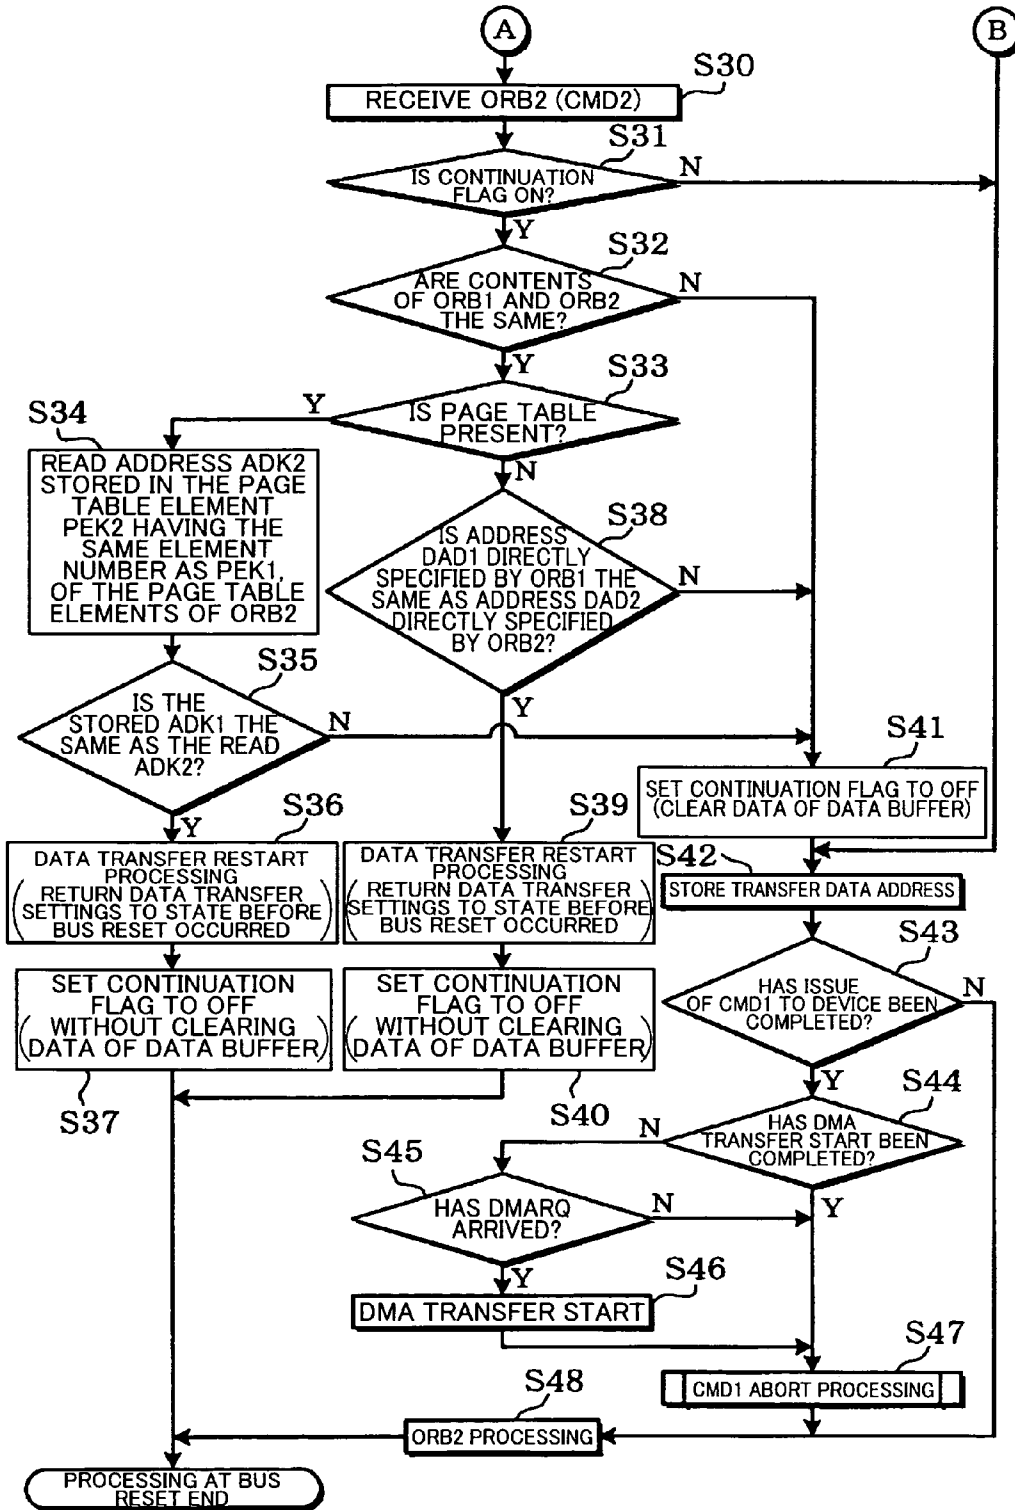 A
B
S30
RECEIVE ORB2 (CMD2)
S31
IS CONTINUATION
FLAG ON?
N
Y
S32
ARE CONTENTS
OF ORB1 AND ORB2
THE SAME?
N
Y
S33
IS PAGE TABLE
PRESENT?
Y
N
S34
READ ADDRESS ADK2
STORED IN THE PAGE
TABLE ELEMENT
PEK2 HAVING THE
SAME ELEMENT
NUMBER AS PEK1,
OF THE PAGE TABLE
ELEMENTS OF ORB2
S38
IS ADDRESS
DAD1 DIRECTLY
SPECIFIED BY ORB1 THE
SAME AS ADDRESS DAD2
DIRECTLY SPECIFIED
BY ORB2?
N
Y
S35
IS THE
STORED ADK1 THE
SAME AS THE READ
ADK2?
N
Y
S41
SET CONTINUATION FLAG TO OFF
(CLEAR DATA OF DATA BUFFER)
S36
DATA TRANSFER RESTART
PROCESSING
(RETURN DATA TRANSFER
SETTINGS TO STATE BEFORE
BUS RESET OCCURRED)
S39
DATA TRANSFER RESTART
PROCESSING
(RETURN DATA TRANSFER
SETTINGS TO STATE BEFORE
BUS RESET OCCURRED)
S42
STORE TRANSFER DATA ADDRESS
S37
SET CONTINUATION
FLAG TO OFF
(WITHOUT CLEARING
DATA OF DATA BUFFER)
S40
SET CONTINUATION
FLAG TO OFF
(WITHOUT CLEARING
DATA OF DATA BUFFER)
S43
HAS ISSUE
OF CMD1 TO DEVICE BEEN
COMPLETED?
N
Y
S44
HAS DMA
TRANSFER START BEEN
COMPLETED?
N
Y
S45
HAS DMARQ
ARRIVED?
N
Y
S46
DMA TRANSFER START
S47
CMD1 ABORT PROCESSING
S48
ORB2 PROCESSING
PROCESSING AT BUS
RESET END